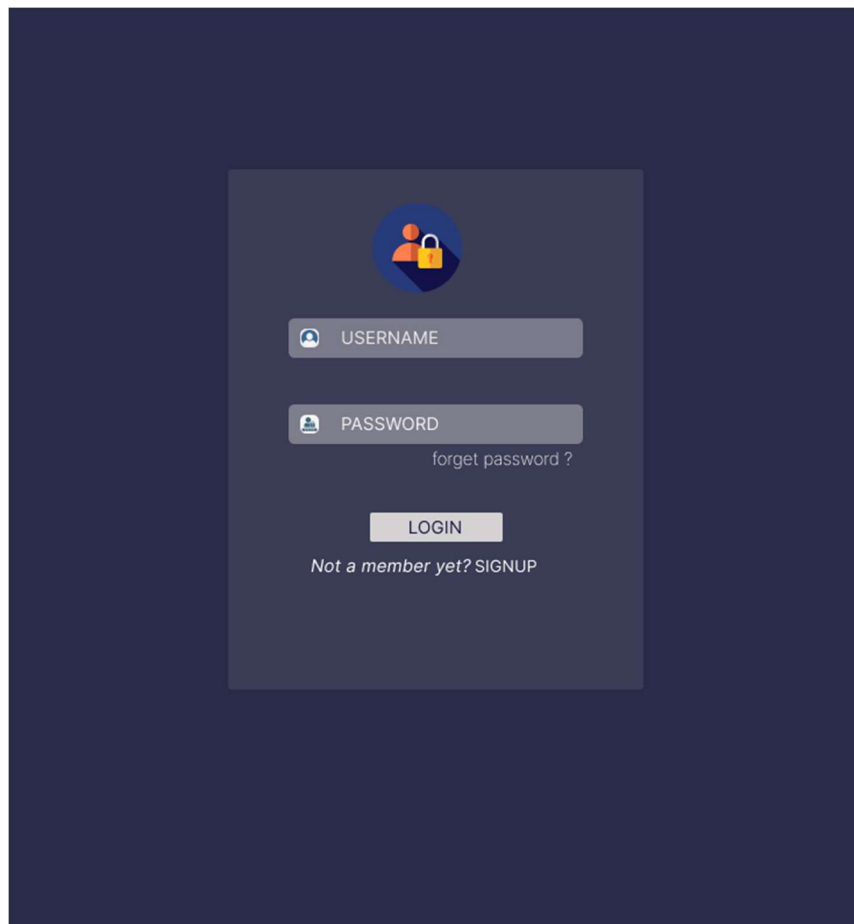 USERNAME
PASSWORD
forget password ?
LOGIN
Not a member yet? SIGNUP